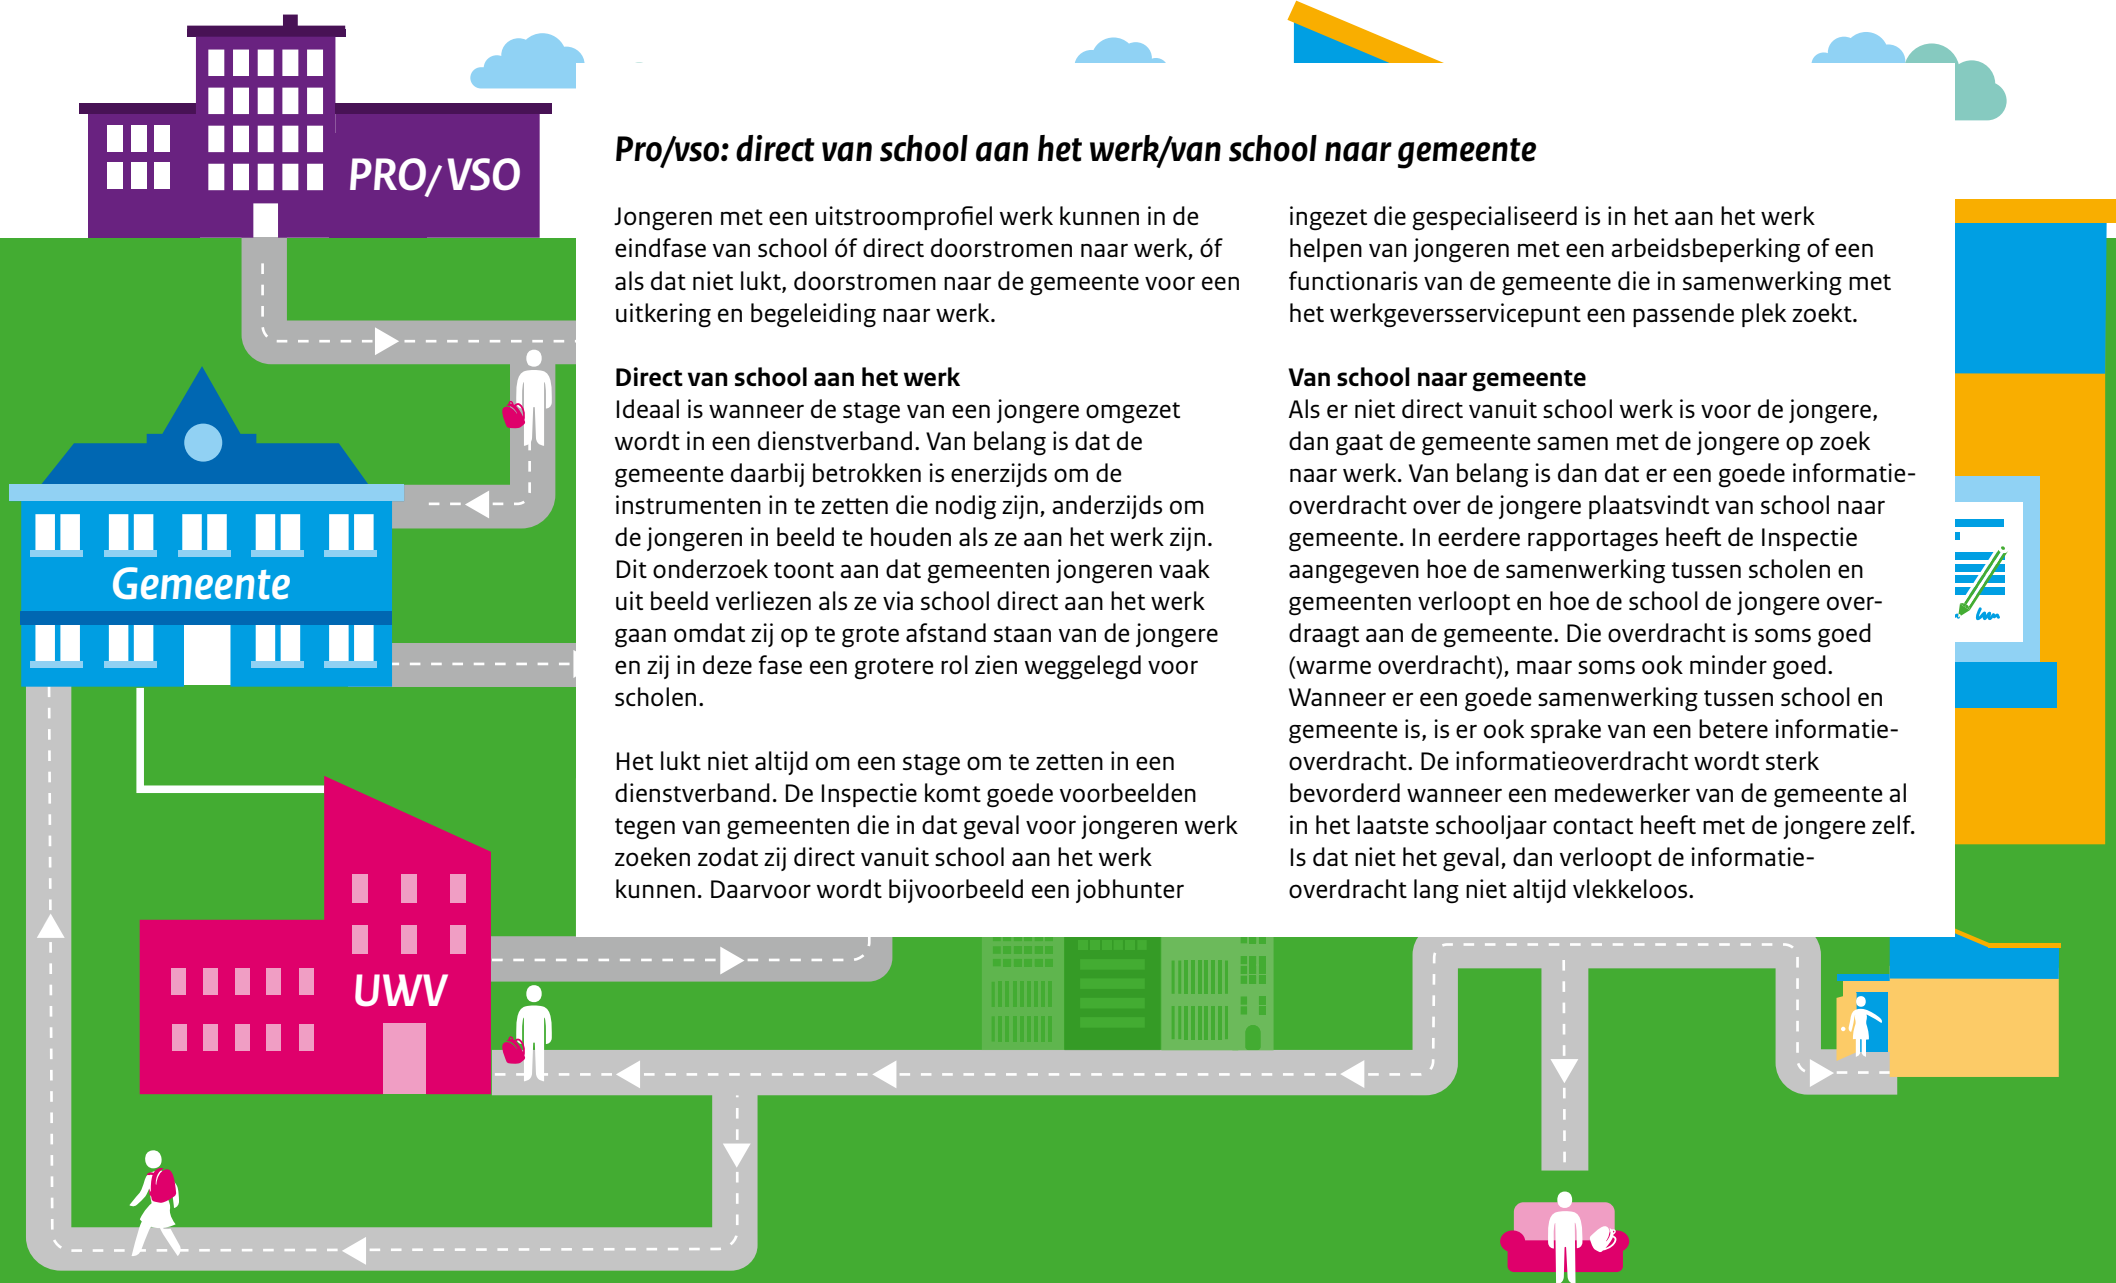 PRO/VSO
Gemeente
UWV
Pro/vso: direct van school aan het werk/van school naar gemeente
Jongeren met een uitstroomprofiel werk kunnen in de
eindfase van school óf direct doorstromen naar werk, óf
als dat niet lukt, doorstromen naar de gemeente voor een
uitkering en begeleiding naar werk.
Direct van school aan het werk
Ideaal is wanneer de stage van een jongere omgezet
wordt in een dienstverband. Van belang is dat de
gemeente daarbij betrokken is enerzijds om de
instrumenten in te zetten die nodig zijn, anderzijds om
de jongeren in beeld te houden als ze aan het werk zijn.
Dit onderzoek toont aan dat gemeenten jongeren vaak
uit beeld verliezen als ze via school direct aan het werk
gaan omdat zij op te grote afstand staan van de jongere
en zij in deze fase een grotere rol zien weggelegd voor
scholen.
Het lukt niet altijd om een stage om te zetten in een
dienstverband. De Inspectie komt goede voorbeelden
tegen van gemeenten die in dat geval voor jongeren werk
zoeken zodat zij direct vanuit school aan het werk
kunnen. Daarvoor wordt bijvoorbeeld een jobhunter
ingezet die gespecialiseerd is in het aan het werk
helpen van jongeren met een arbeidsbeperking of een
functionaris van de gemeente die in samenwerking met
het werkgeversservicepunt een passende plek zoekt.
Van school naar gemeente
Als er niet direct vanuit school werk is voor de jongere,
dan gaat de gemeente samen met de jongere op zoek
naar werk. Van belang is dan dat er een goede informatie-
overdracht over de jongere plaatsvindt van school naar
gemeente. In eerdere rapportages heeft de Inspectie
aangegeven hoe de samenwerking tussen scholen en
gemeenten verloopt en hoe de school de jongere over-
draagt aan de gemeente. Die overdracht is soms goed
(warme overdracht), maar soms ook minder goed.
Wanneer er een goede samenwerking tussen school en
gemeente is, is er ook sprake van een betere informatie-
overdracht. De informatieoverdracht wordt sterk
bevorderd wanneer een medewerker van de gemeente al
in het laatste schooljaar contact heeft met de jongere zelf.
Is dat niet het geval, dan verloopt de informatie-
overdracht lang niet altijd vlekkeloos.